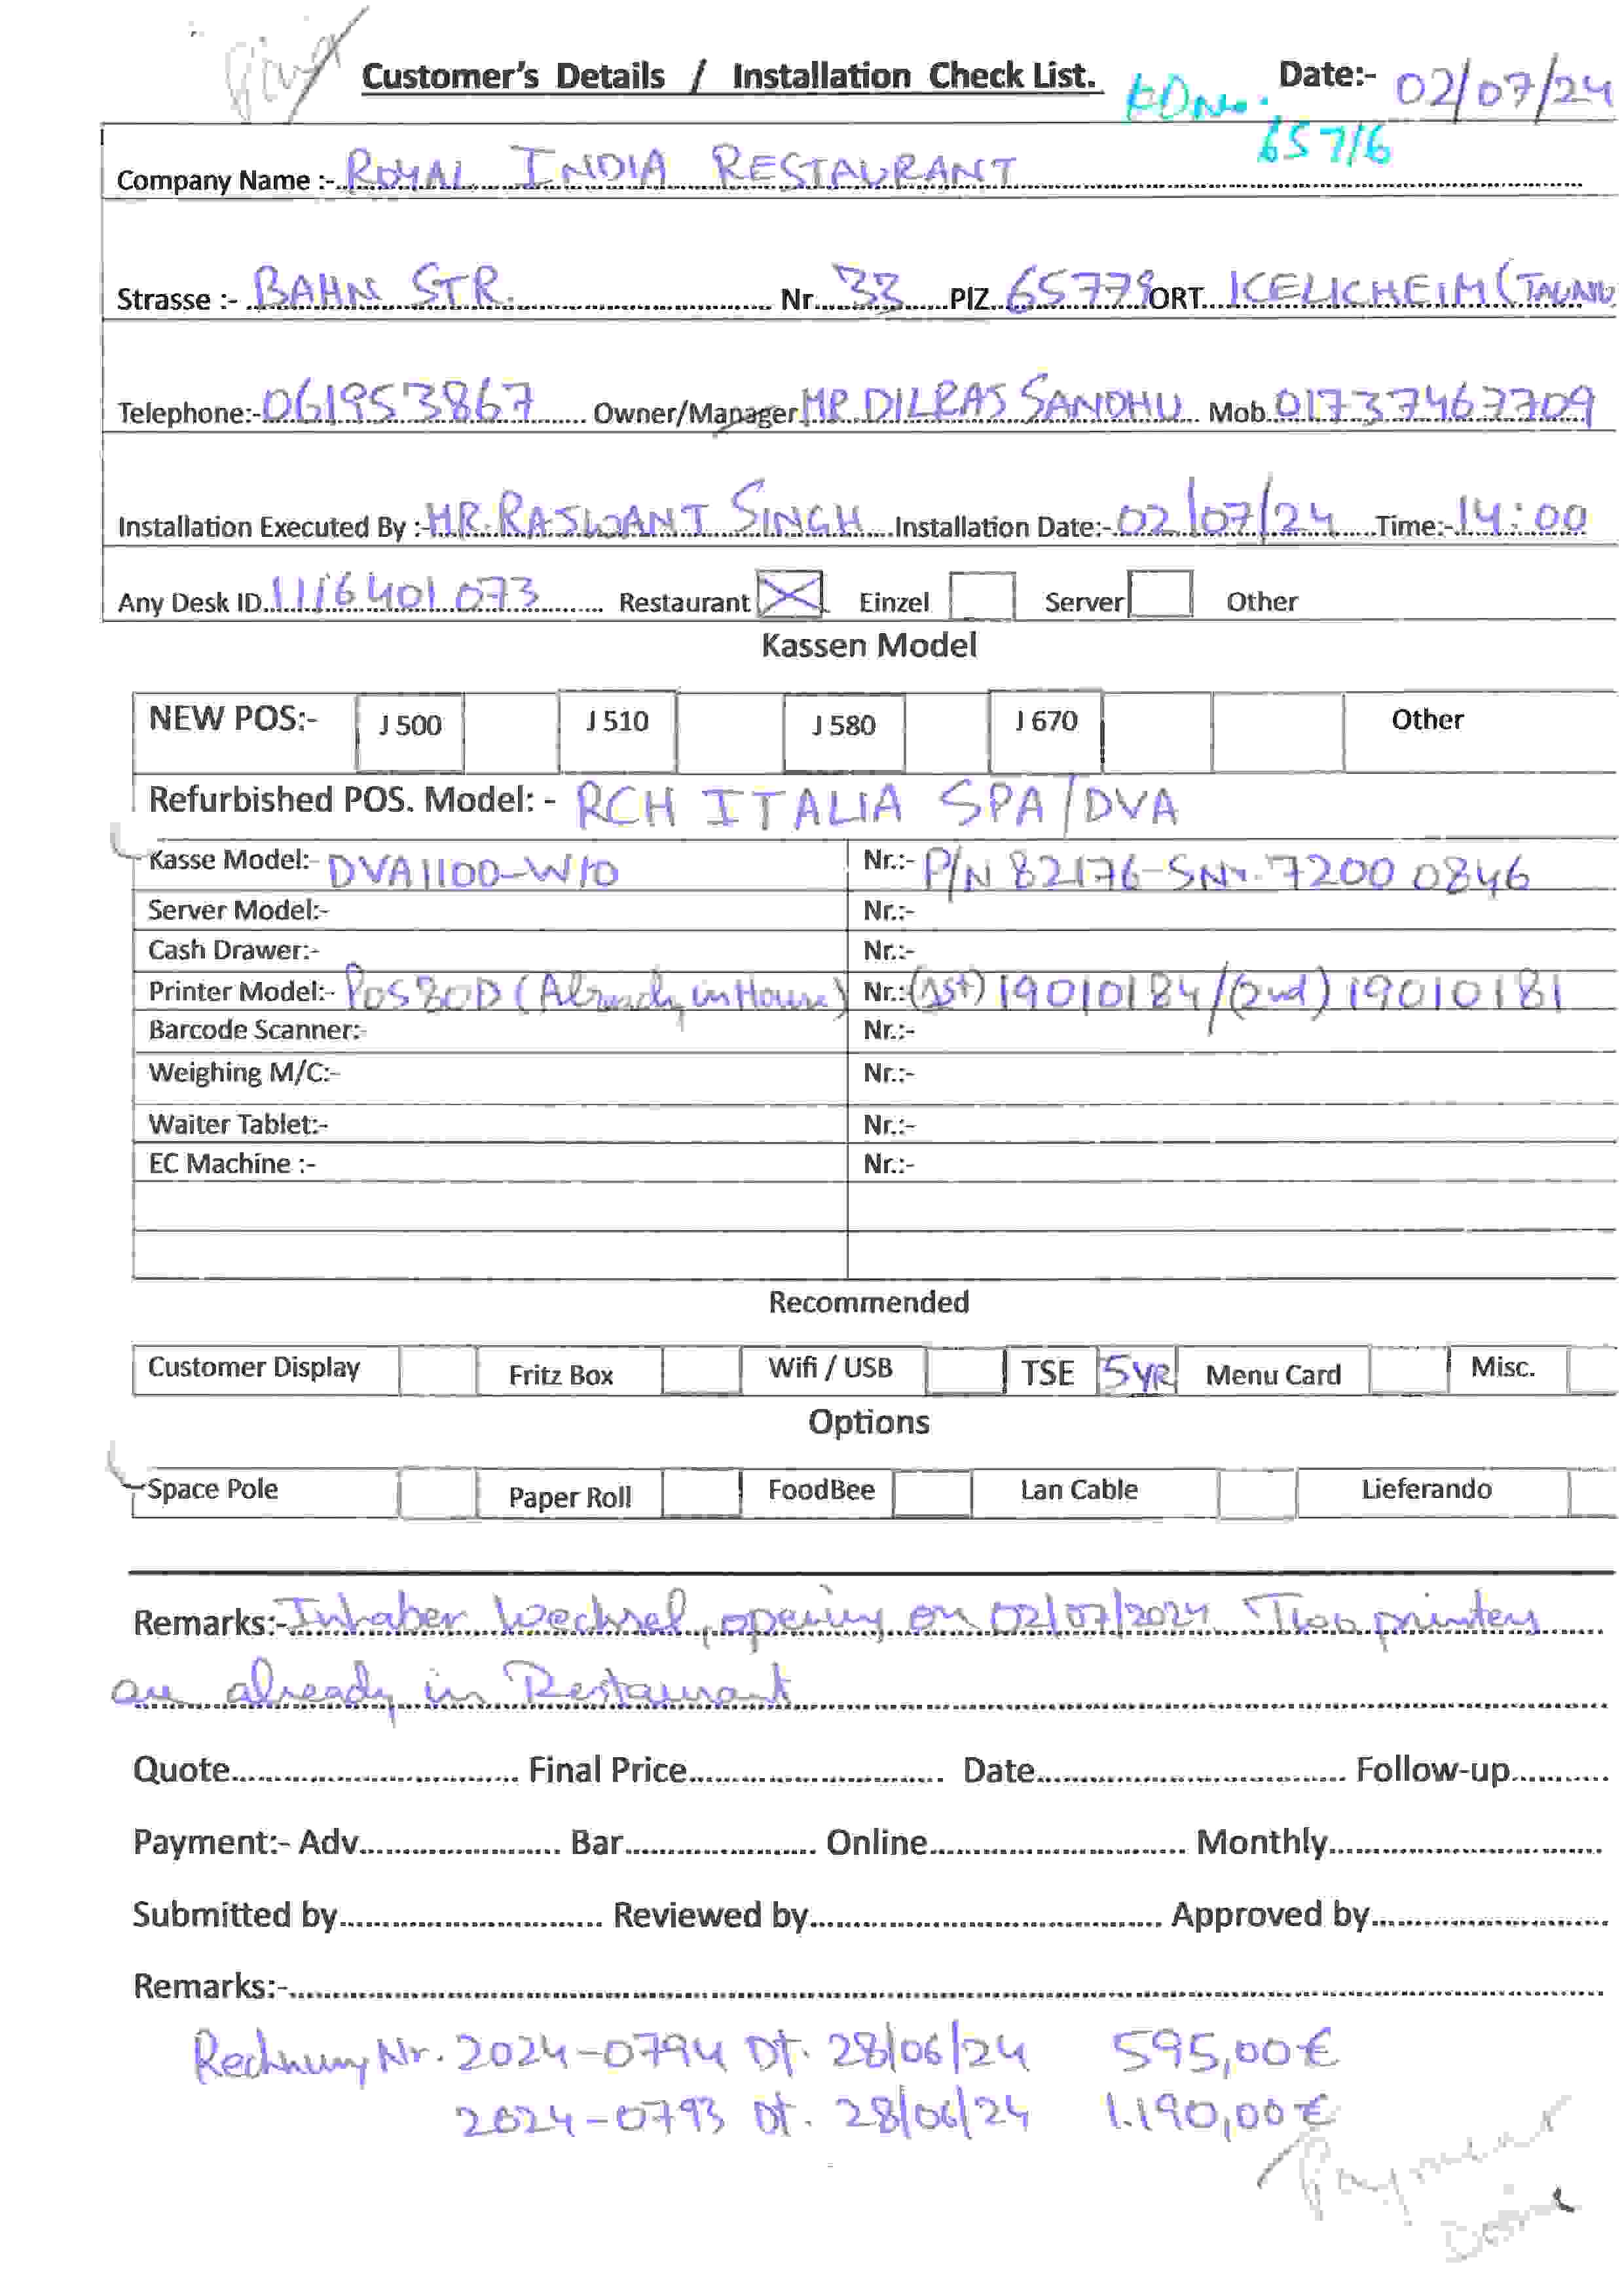 Customer's Details / Installation Check List. Date:- 02/07/24
KDNr. 65716
Company Name :- ROYAL INDIA RESTAURANT
Strasse :- BAHN STR. Nr. 33 PlZ 65779 ORT KELKHEIM (TAUNU
Telephone:- 061953867 Owner/Manager MR. DILRAS SANDHU Mob. 017374677709
Installation Executed By :- MR. RASWANT SINGH Installation Date:- 02/07/24 Time:- 14:00
Any Desk ID 1116401073 Restaurant Einzel Server Other
Kassen Model
NEW POS:- J 500 J 510 J 580 J 670 Other
Refurbished POS. Model: - RCH ITALIA SPA/DVA
Kasse Model:- DVA1100-W10 Nr.:- P/N 82176-SNr. 7200 0846
Server Model:- Nr.:-
Cash Drawer:- Nr.:-
Printer Model:- POS80D (Already in House) Nr.: (1st) 19010184/(2nd) 19010181
Barcode Scanner:- Nr.:-
Weighing M/C:- Nr.:-
Waiter Tablet:- Nr.:-
EC Machine :- Nr.:-
Recommended
Customer Display Fritz Box Wifi / USB TSE 5YR Menu Card Misc.
Options
Space Pole Paper Roll FoodBee Lan Cable Lieferando
Remarks:- Inhaber Wechsel, opening on 02/07/2024. Two printers
are already in Restaurant
Quote Final Price Date Follow-up
Payment:- Adv Bar Online Monthly
Submitted by Reviewed by Approved by
Remarks:-
Rechnung Nr. 2024-0794 Dt. 28/06/24 595,00€
2024-0793 Dt. 28/06/24 1.190,00€
Payment